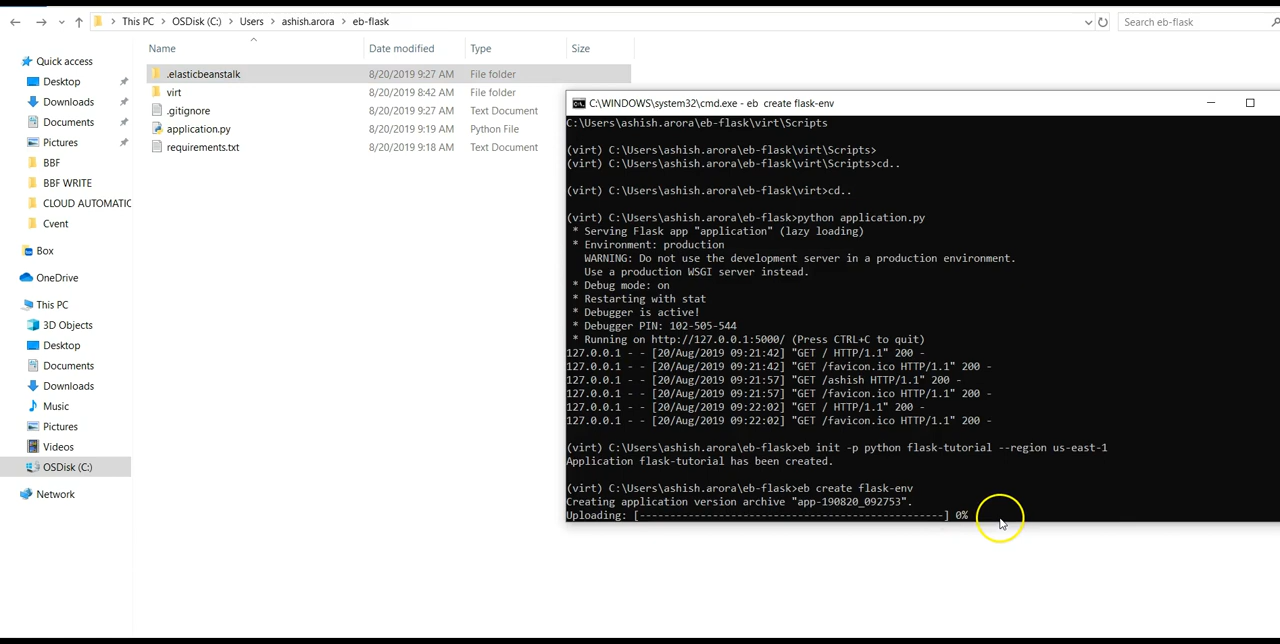 This PC > OSDisk (C:) > Users > ashish.arora > eb-flask
Search eb-flask
Name Date modified Type Size
Quick access
Desktop
Downloads
Documents
Pictures
BBF
BBF WRITE
CLOUD AUTOMATIC
Cvent
Box
OneDrive
This PC
3D Objects
Desktop
Documents
Downloads
Music
Pictures
Videos
OSDisk (C:)
Network
.elasticbeanstalk 8/20/2019 9:27 AM File folder
virt 8/20/2019 8:42 AM File folder
.gitignore 8/20/2019 9:27 AM Text Document
application.py 8/20/2019 9:19 AM Python File
requirements.txt 8/20/2019 9:18 AM Text Document
C:\WINDOWS\system32\cmd.exe - eb create flask-env
C:\Users\ashish.arora\eb-flask\virt\Scripts
(virt) C:\Users\ashish.arora\eb-flask\virt\Scripts>
(virt) C:\Users\ashish.arora\eb-flask\virt\Scripts>cd..
(virt) C:\Users\ashish.arora\eb-flask\virt>cd..
(virt) C:\Users\ashish.arora\eb-flask>python application.py
* Serving Flask app "application" (lazy loading)
* Environment: production
WARNING: Do not use the development server in a production environment.
Use a production WSGI server instead.
* Debug mode: on
* Restarting with stat
* Debugger is active!
* Debugger PIN: 102-505-544
* Running on http://127.0.0.1:5000/ (Press CTRL+C to quit)
127.0.0.1 - - [20/Aug/2019 09:21:42] "GET / HTTP/1.1" 200 -
127.0.0.1 - - [20/Aug/2019 09:21:42] "GET /favicon.ico HTTP/1.1" 200 -
127.0.0.1 - - [20/Aug/2019 09:21:57] "GET /ashish HTTP/1.1" 200 -
127.0.0.1 - - [20/Aug/2019 09:21:57] "GET /favicon.ico HTTP/1.1" 200 -
127.0.0.1 - - [20/Aug/2019 09:22:02] "GET / HTTP/1.1" 200 -
127.0.0.1 - - [20/Aug/2019 09:22:02] "GET /favicon.ico HTTP/1.1" 200 -
(virt) C:\Users\ashish.arora\eb-flask>eb init -p python flask-tutorial --region us-east-1
Application flask-tutorial has been created.
(virt) C:\Users\ashish.arora\eb-flask>eb create flask-env
Creating application version archive "app-190820_092753".
Uploading: [--------------------------------------------------] 0%